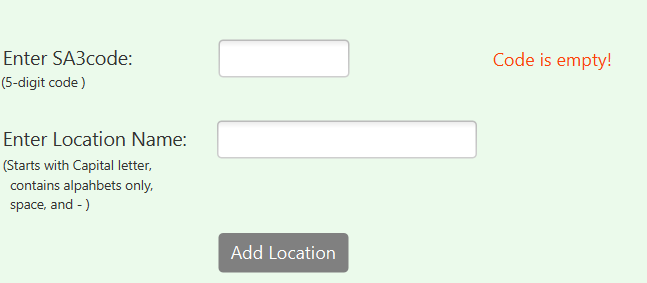 Enter SA3code:
Code is empty!
(5-digit code )
Enter Location Name:
(Starts with Capital letter,
contains alpahbets only,
space, and - )
Add Location